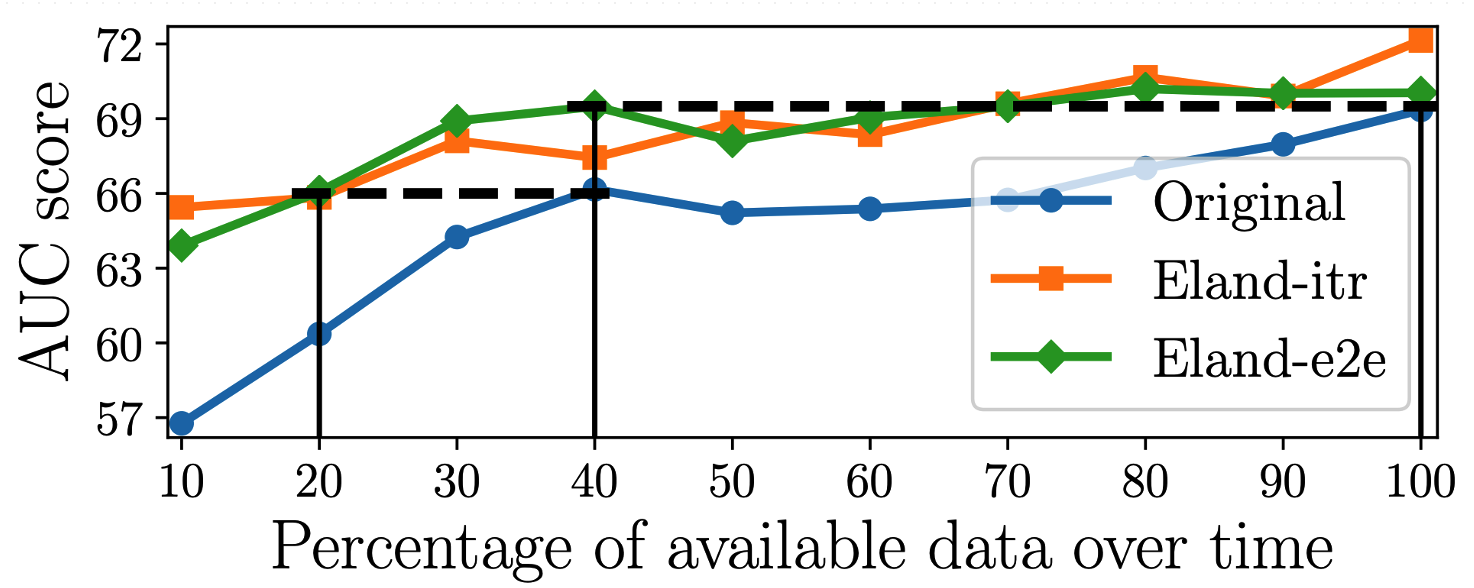 72
69
66
63
60
57
AUC score
10 20 30 40 50 60 70 80 90 100
Percentage of available data over time
Original
Eland-itr
Eland-e2e